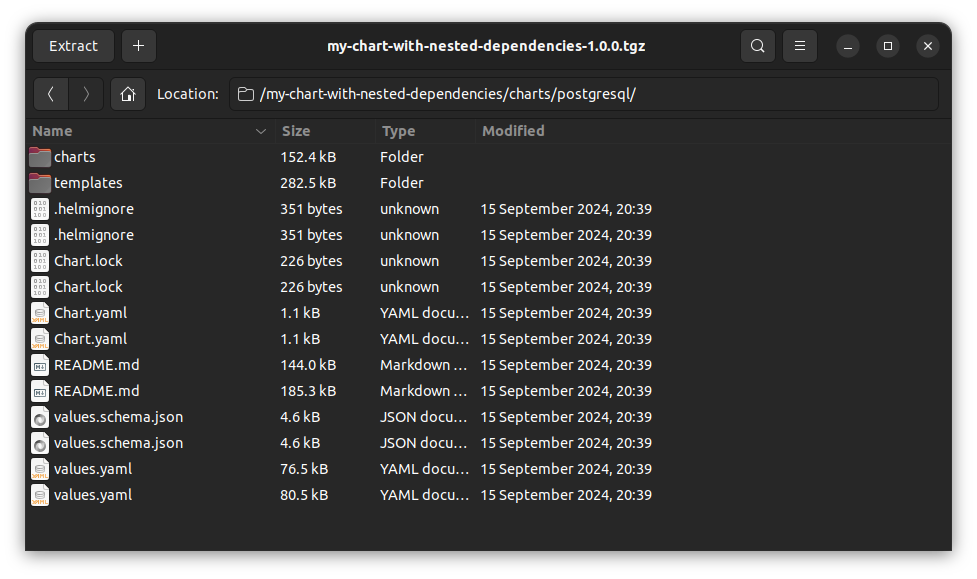 Extract + my-chart-with-nested-dependencies-1.0.0.tgz
Location: /my-chart-with-nested-dependencies/charts/postgresql/
Name Size Type Modified
charts 152.4 kB Folder
templates 282.5 kB Folder
.helmignore 351 bytes unknown 15 September 2024, 20:39
.helmignore 351 bytes unknown 15 September 2024, 20:39
Chart.lock 226 bytes unknown 15 September 2024, 20:39
Chart.lock 226 bytes unknown 15 September 2024, 20:39
Chart.yaml 1.1 kB YAML docu... 15 September 2024, 20:39
Chart.yaml 1.1 kB YAML docu... 15 September 2024, 20:39
README.md 144.0 kB Markdown ... 15 September 2024, 20:39
README.md 185.3 kB Markdown ... 15 September 2024, 20:39
values.schema.json 4.6 kB JSON docu... 15 September 2024, 20:39
values.schema.json 4.6 kB JSON docu... 15 September 2024, 20:39
values.yaml 76.5 kB YAML docu... 15 September 2024, 20:39
values.yaml 80.5 kB YAML docu... 15 September 2024, 20:39